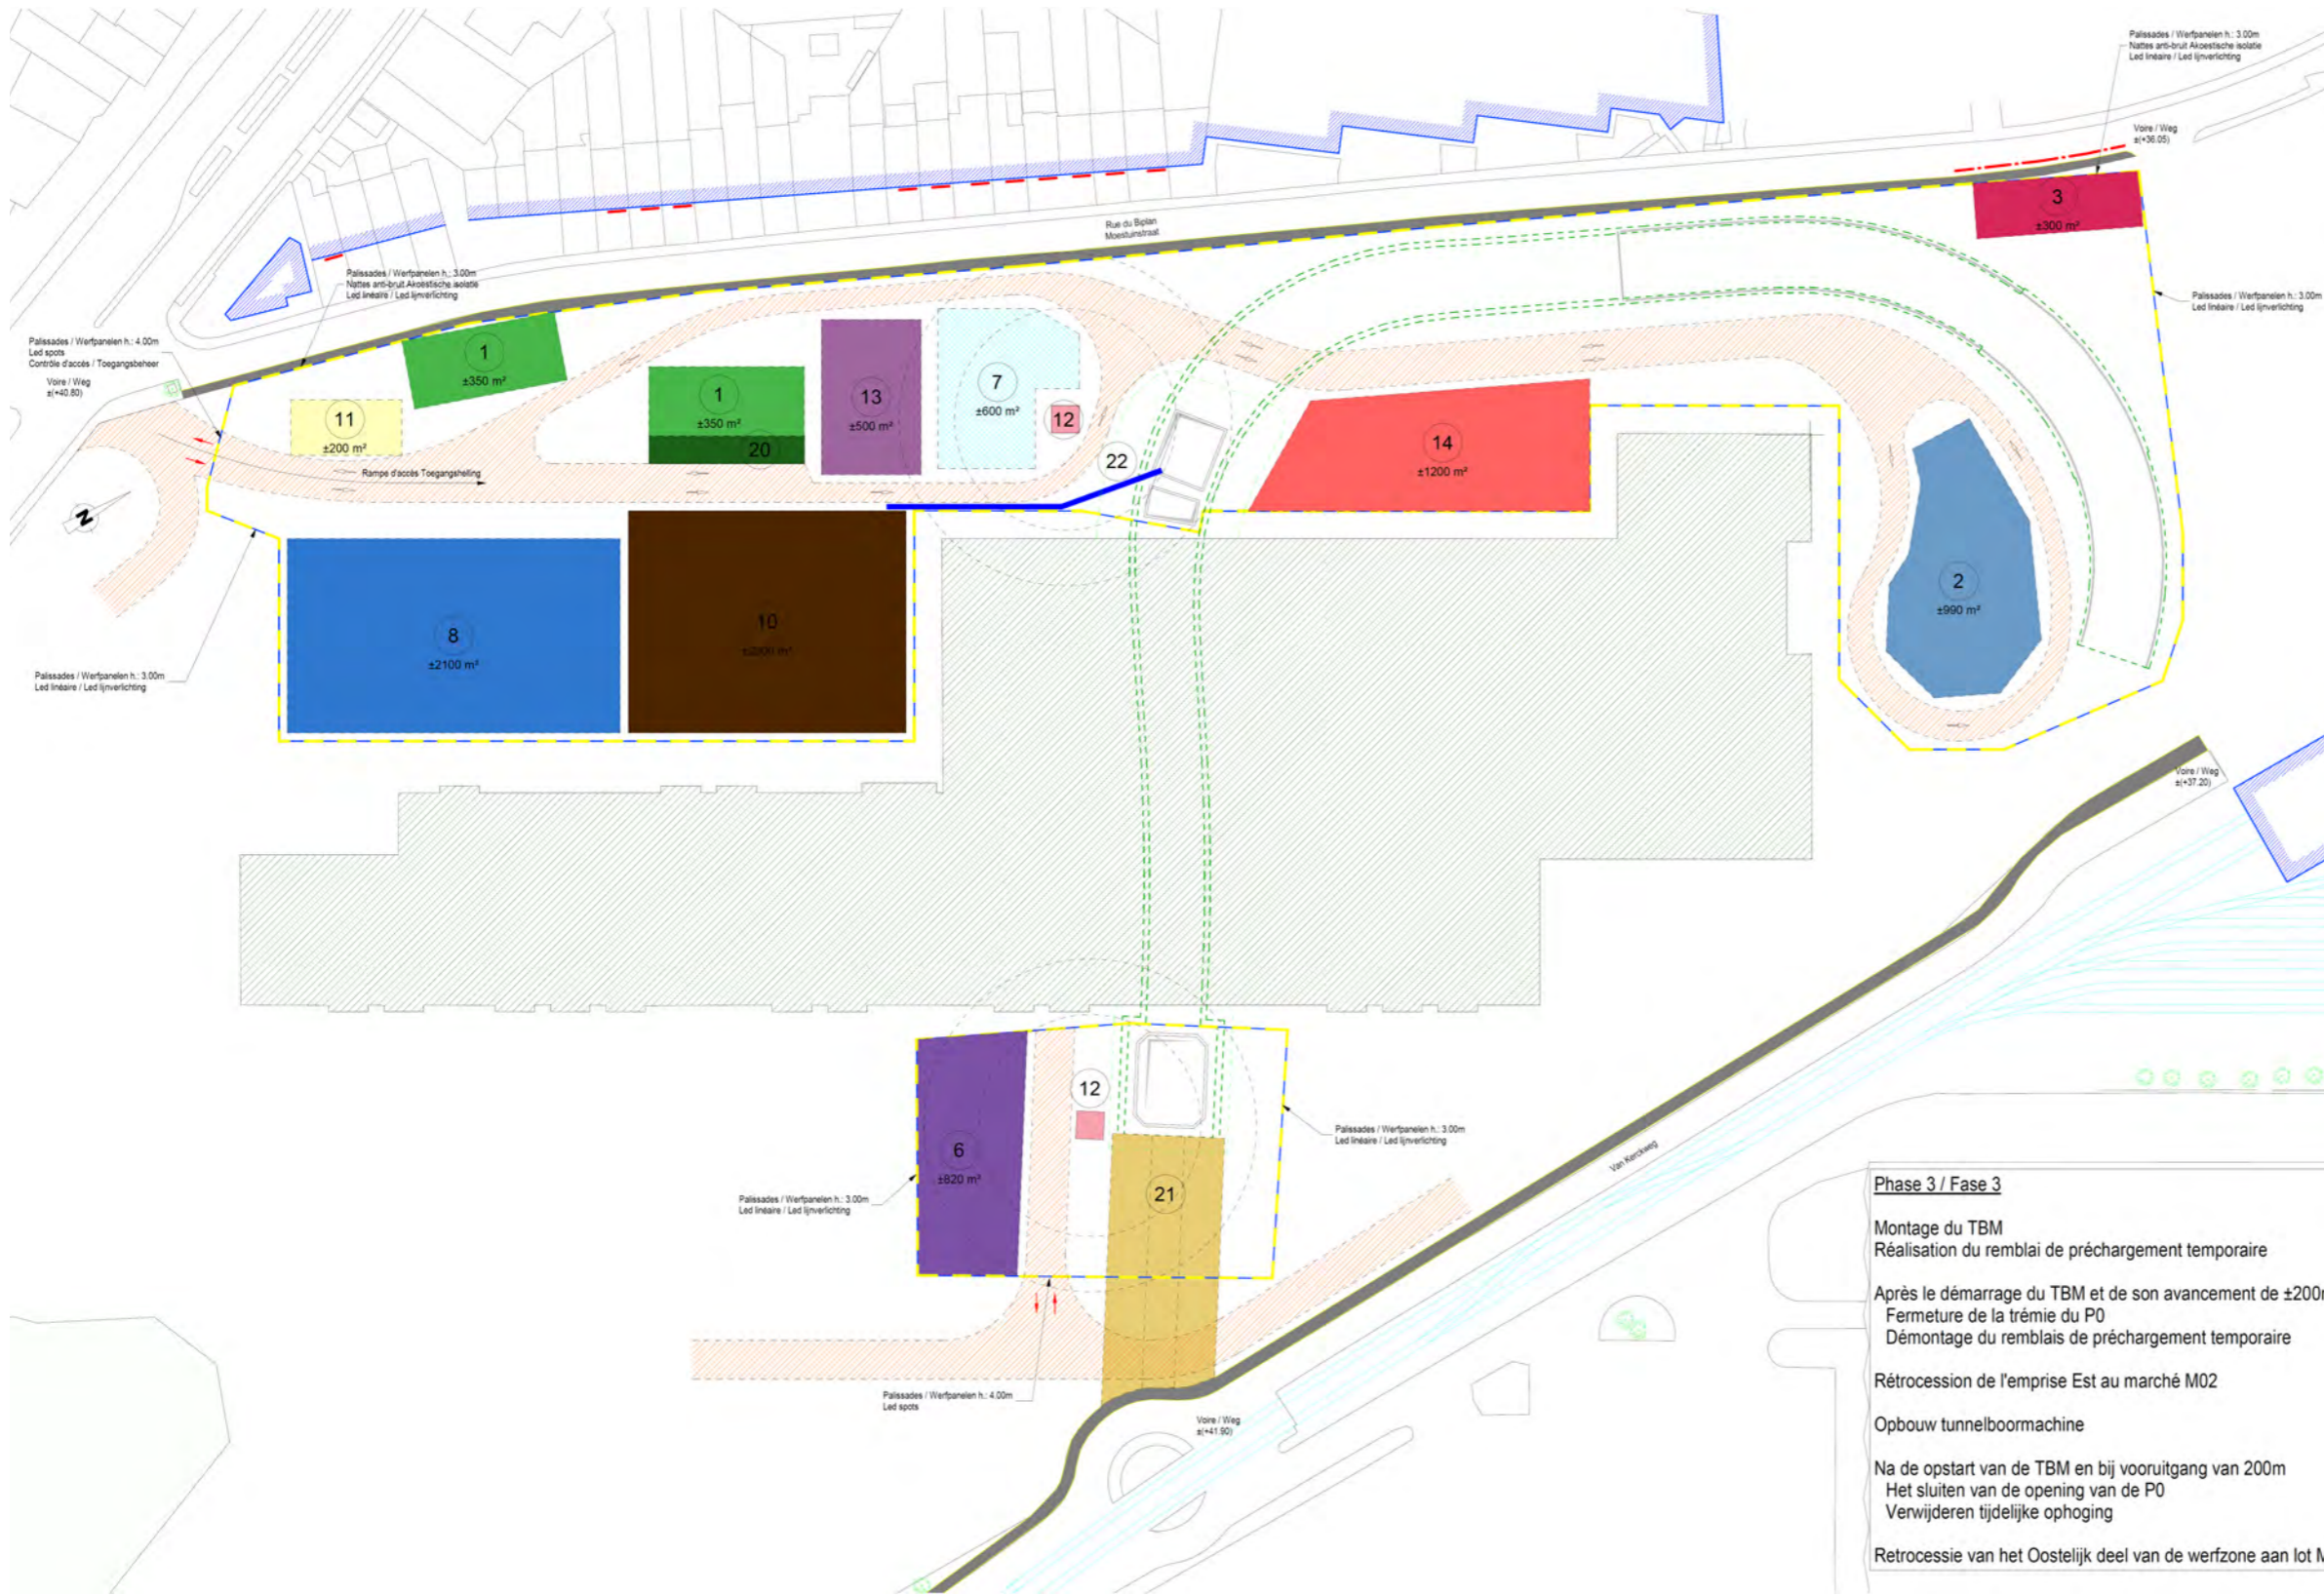 Palissades / Werfpanelen h.: 3.00m
Nattes anti-bruit Akoestische isolatie
Led linéaire / Led lijnverlichting
Voire / Weg
±(+36.05)
3
±300 m²
Rue du Biplan
Moestuinstraat
Palissades / Werfpanelen h.: 3.00m
Nattes anti-bruit Akoestische isolatie
Led linéaire / Led lijnverlichting
Palissades / Werfpanelen h.: 3.00m
Led linéaire / Led lijnverlichting
Palissades / Werfpanelen h.: 4.00m
Led spots
Contrôle d'accès / Toegangsbeheer
Voire / Weg
±(+40.80)
1
±350 m²
11
±200 m²
1
±350 m²
20
13
±500 m²
7
±600 m²
12
22
14
±1200 m²
Rampe d'accès Toegangshelling
N
2
±990 m²
8
±2100 m²
10
Palissades / Werfpanelen h.: 3.00m
Led linéaire / Led lijnverlichting
Voire / Weg
±(+37.20)
12
6
±820 m²
21
Palissades / Werfpanelen h.: 3.00m
Led linéaire / Led lijnverlichting
Palissades / Werfpanelen h.: 3.00m
Led linéaire / Led lijnverlichting
Van Kerckweg
Palissades / Werfpanelen h.: 4.00m
Led spots
Voire / Weg
±(+41.90)
Phase 3 / Fase 3
Montage du TBM
Réalisation du remblai de préchargement temporaire
Après le démarrage du TBM et de son avancement de ±200m
Fermeture de la trémie du P0
Démontage du remblais de préchargement temporaire
Rétrocession de l'emprise Est au marché M02
Opbouw tunnelboormachine
Na de opstart van de TBM en bij vooruitgang van 200m
Het sluiten van de opening van de P0
Verwijderen tijdelijke ophoging
Retrocessie van het Oostelijk deel van de werfzone aan lot M